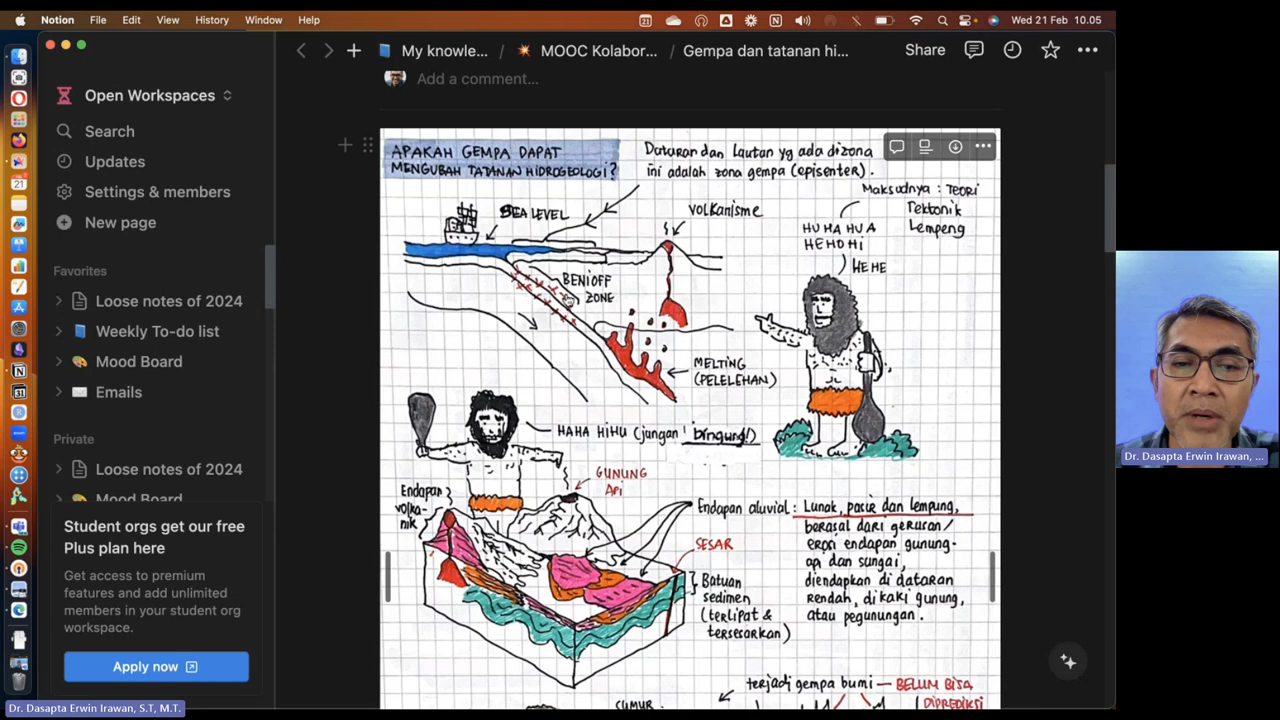 Notion File Edit View History Window Help
Wed 21 Feb 10.05
My knowle... / MOOC Kolabor... / Gempa dan tatanan hi...
Share
Open Workspaces
Search
Updates
Settings & members
New page
Favorites
Loose notes of 2024
Weekly To-do list
Mood Board
Emails
Private
Loose notes of 2024
Mood Board
Student orgs get our free
Plus plan here
Get access to premium
features and add unlimited
members in your student org
workspace.
Apply now
Add a comment...
APAKAH GEMPA DAPAT
MENGUBAH TATANAN HIDROGEOLOGI?
Dataran dan lautan yg ada dizona
ini adalah zona gempa (episenter).
Maksudnya : TEORI
Tektonik
Lempeng
SEA LEVEL
VOLKANISME
HU HA HU A
HE HO HI
HE HE
BENIOFF
ZONE
MELTING
(PELELEHAN)
HAHA HIHU (jangan bingung!)
GUNUNG
Api
Endapan
volka-
nik
Endapan aluvial : Lunak, pasir dan lempung,
berasal dari gerusan/
erosi endapan gunung-
api dan sungai,
diendapkan di dataran
rendah, di kaki gunung,
atau pegunungan.
SESAR
Batuan
sedimen
(terlipat &
tersesarkan)
terjadi gempa bumi — BELUM BISA
DIPREDIKSI
SUMUR
Dr. Dasapta Erwin Irawan, ...
Dr. Dasapta Erwin Irawan, S.T, M.T.